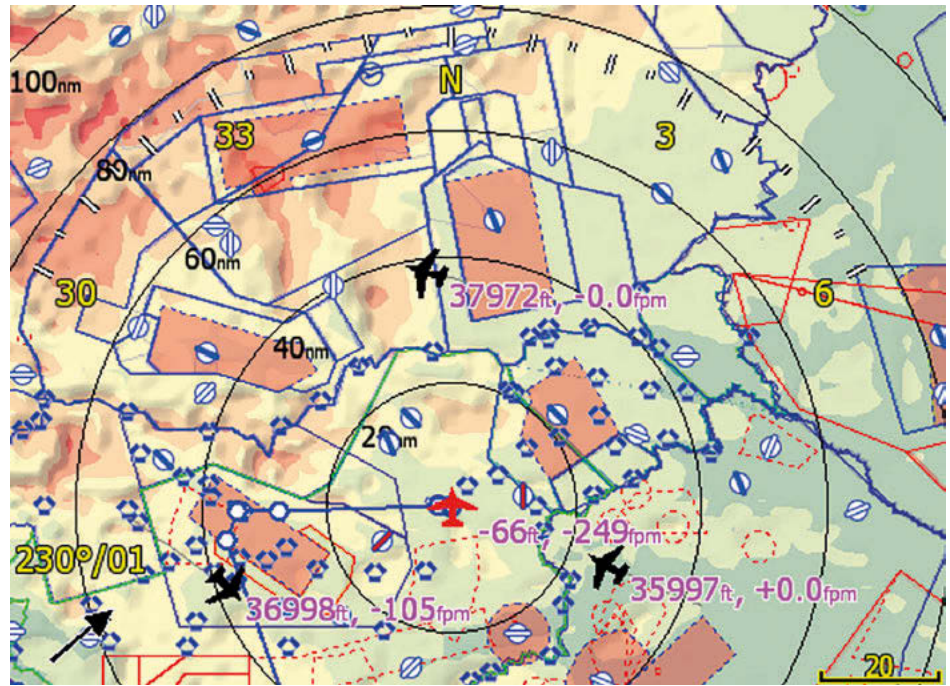 N
100nm
33
3
80nm
60nm
30
37972ft, -0.0fpm
6
40nm
20nm
-66ft, -249fpm
230°/01
36998ft, -105fpm
35997ft, +0.0fpm
20